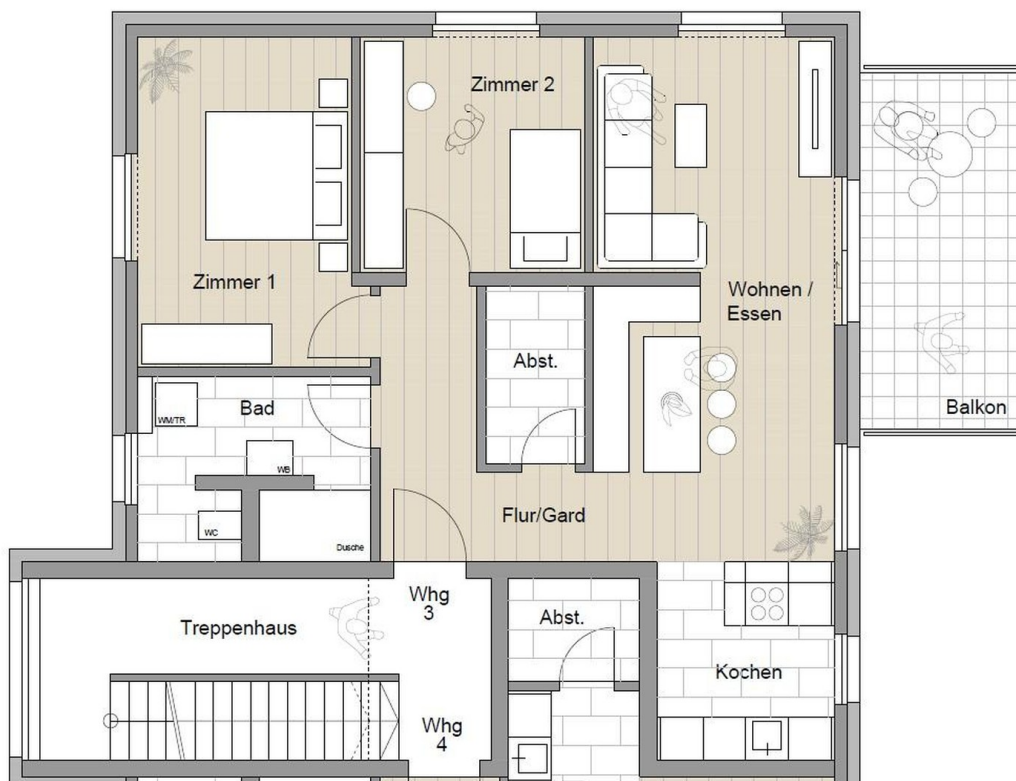 Zimmer 2
Zimmer 1
Wohnen /
Essen
Abst.
Bad
WM/TR
WB
Balkon
WC
Dusche
Flur/Gard
Whg
3
Abst.
Treppenhaus
Kochen
Whg
4